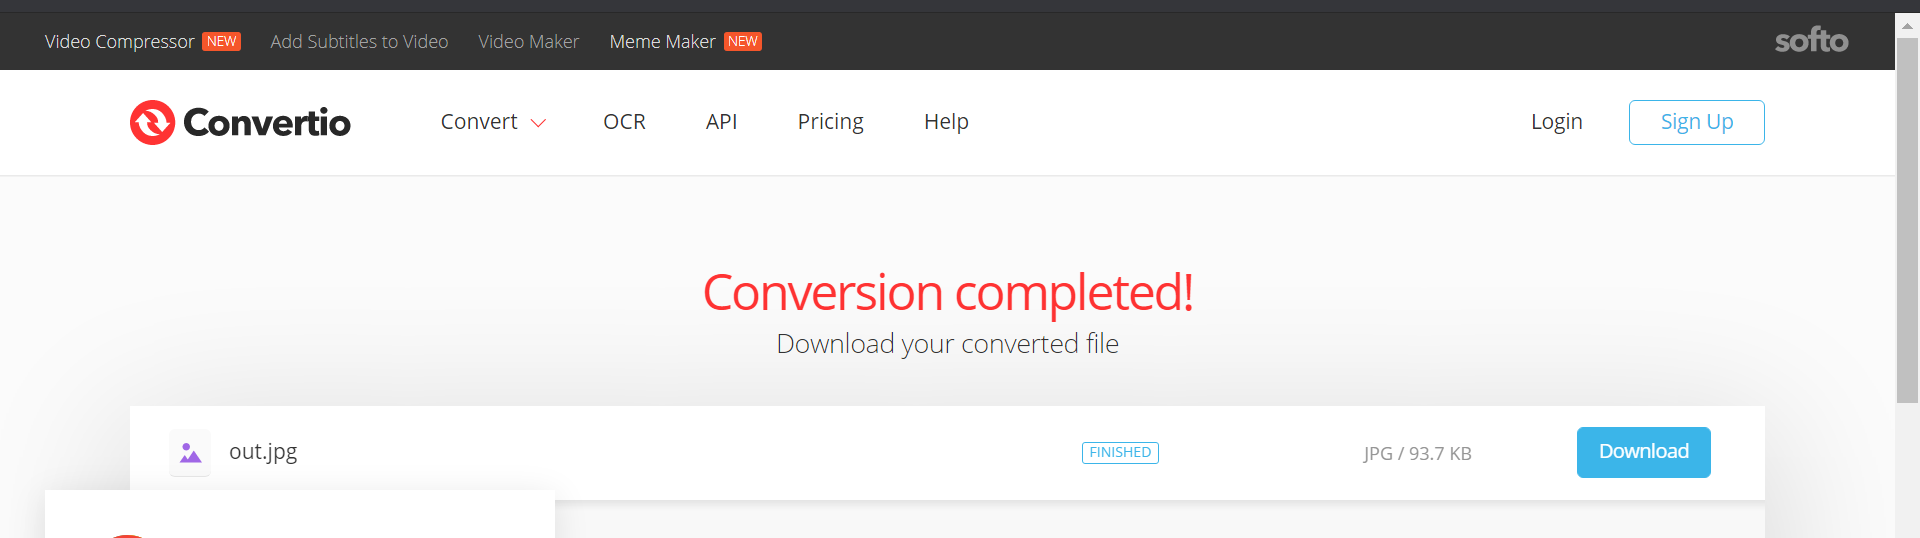 Video Compressor NEW Add Subtitles to Video Video Maker Meme Maker NEW softo
Convertio Convert OCR API Pricing Help Login Sign Up
Conversion completed!
Download your converted file
out.jpg FINISHED JPG / 93.7 KB Download